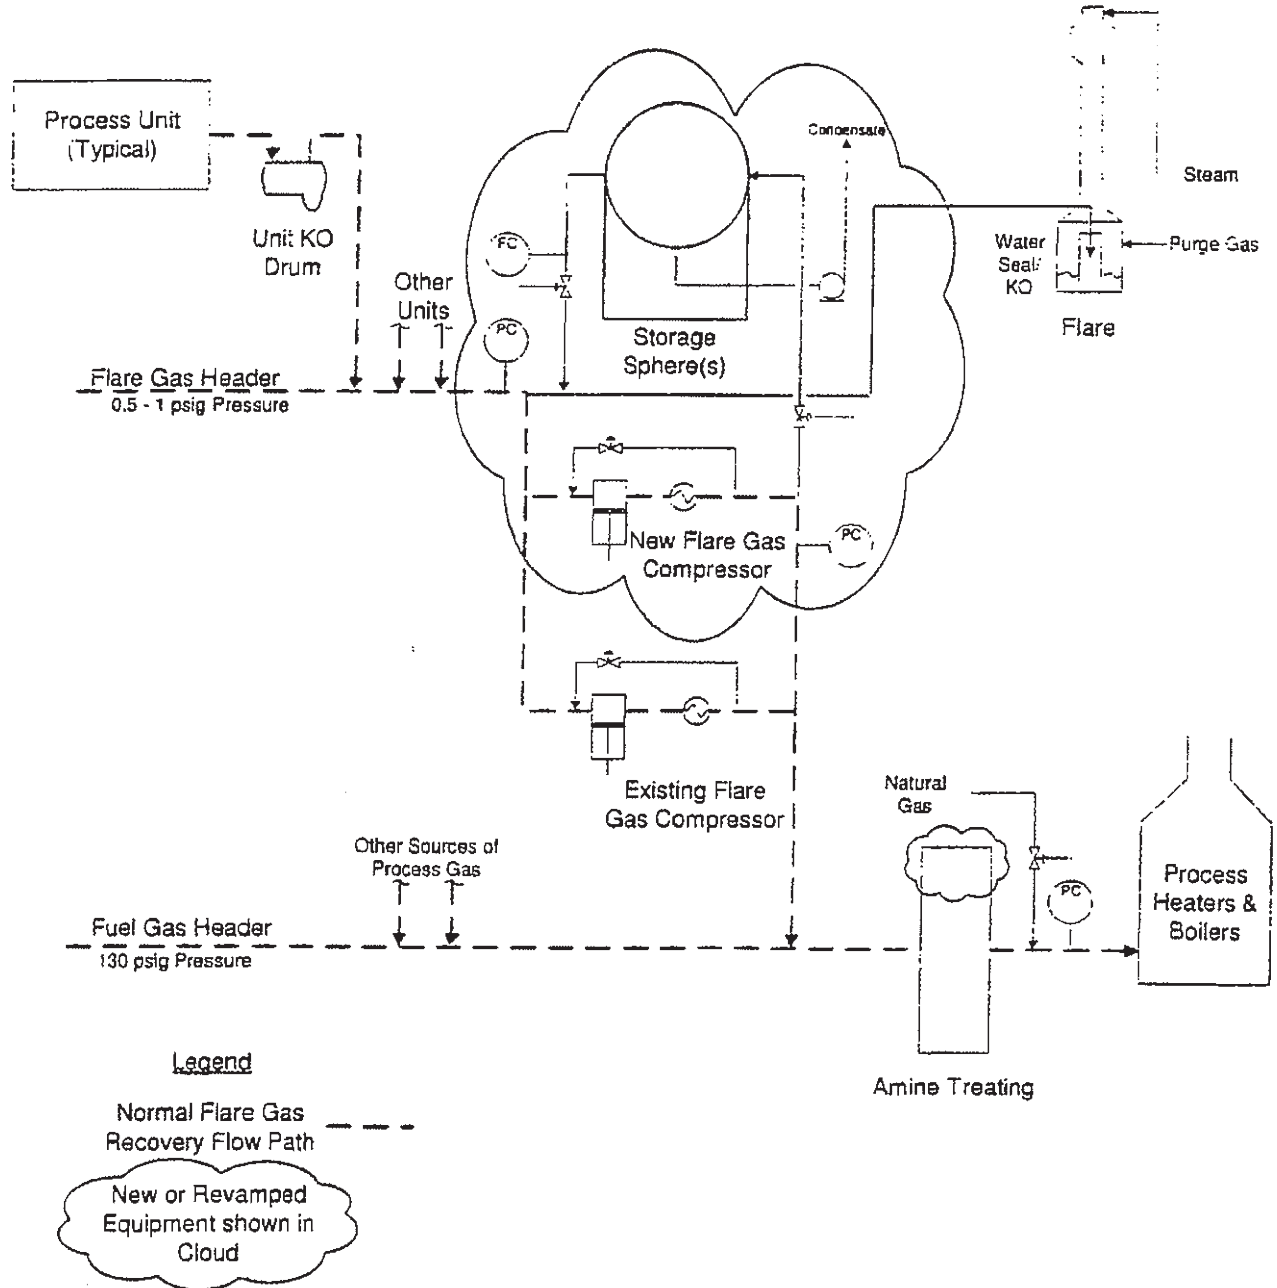 Process Unit
(Typical)
Unit KO
Drum
Other
Units
Flare Gas Header
0.5 - 1 psig Pressure
FC
PC
Condensate
Storage
Sphere(s)
Steam
Water
Seal/
KO
Purge Gas
Flare
New Flare Gas
Compressor
PC
Existing Flare
Gas Compressor
Other Sources of
Process Gas
Fuel Gas Header
130 psig Pressure
Natural
Gas
PC
Process
Heaters &
Boilers
Amine Treating
Legend
Normal Flare Gas
Recovery Flow Path
New or Revamped
Equipment shown in
Cloud